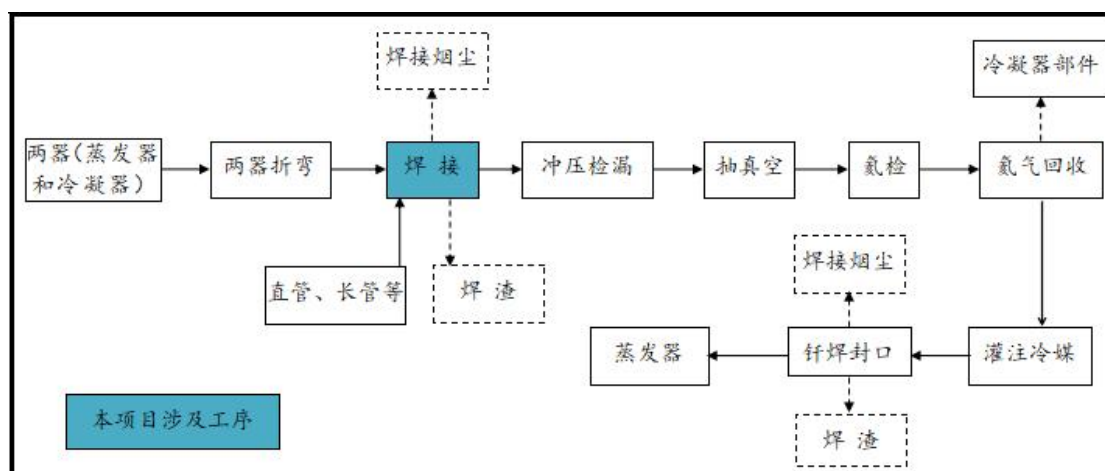 焊接烟尘
冷凝器部件
两器(蒸发器
和冷凝器)
两器折弯
焊 接
冲压检漏
抽真空
氦检
氦气回收
直管、长管等
焊 渣
焊接烟尘
蒸发器
钎焊封口
灌注冷媒
本项目涉及工序
焊 渣